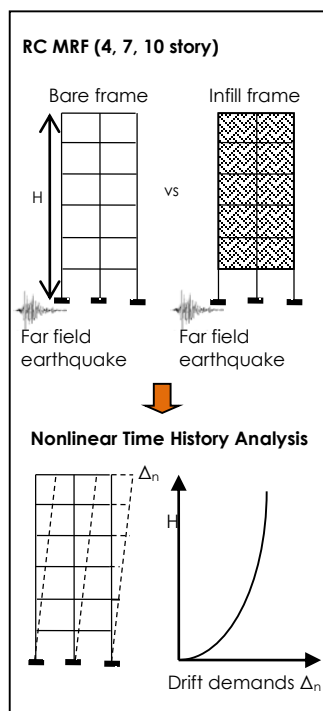 RC MRF (4, 7, 10 story)
Bare frame
Infill frame
H
vs
Far field
earthquake
Far field
earthquake
Nonlinear Time History Analysis
Δn
H
Drift demands Δn